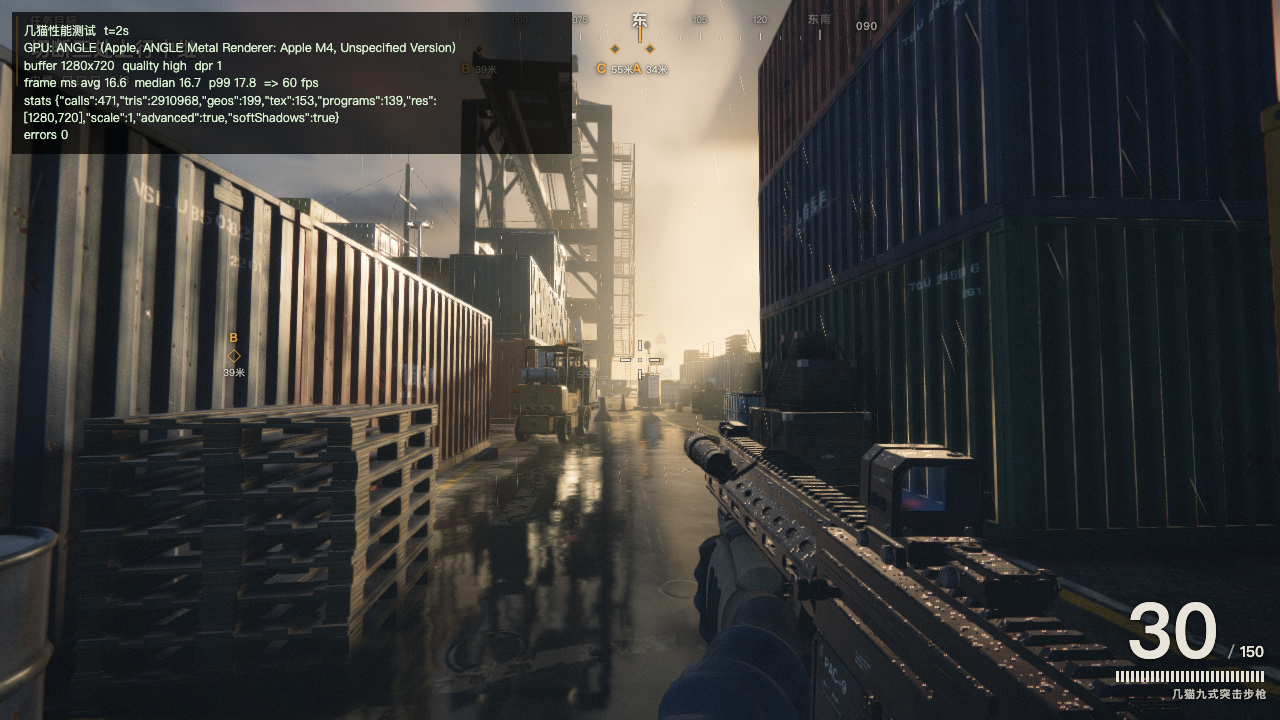 几猫性能测试 t=2s
GPU: ANGLE (Apple, ANGLE Metal Renderer: Apple M4, Unspecified Version)
buffer 1280x720 quality high dpr 1
frame ms avg 16.6 median 16.7 p99 17.8 => 60 fps
stats {"calls":471,"tris":2910968,"geos":199,"tex":153,"programs":139,"res":
[1280,720],"scale":1,"advanced":true,"softShadows":true}
errors 0
075 东 105 120 东南 090
B 39米 C 55米 A 34米
B
39米
30 / 150
几猫九式突击步枪